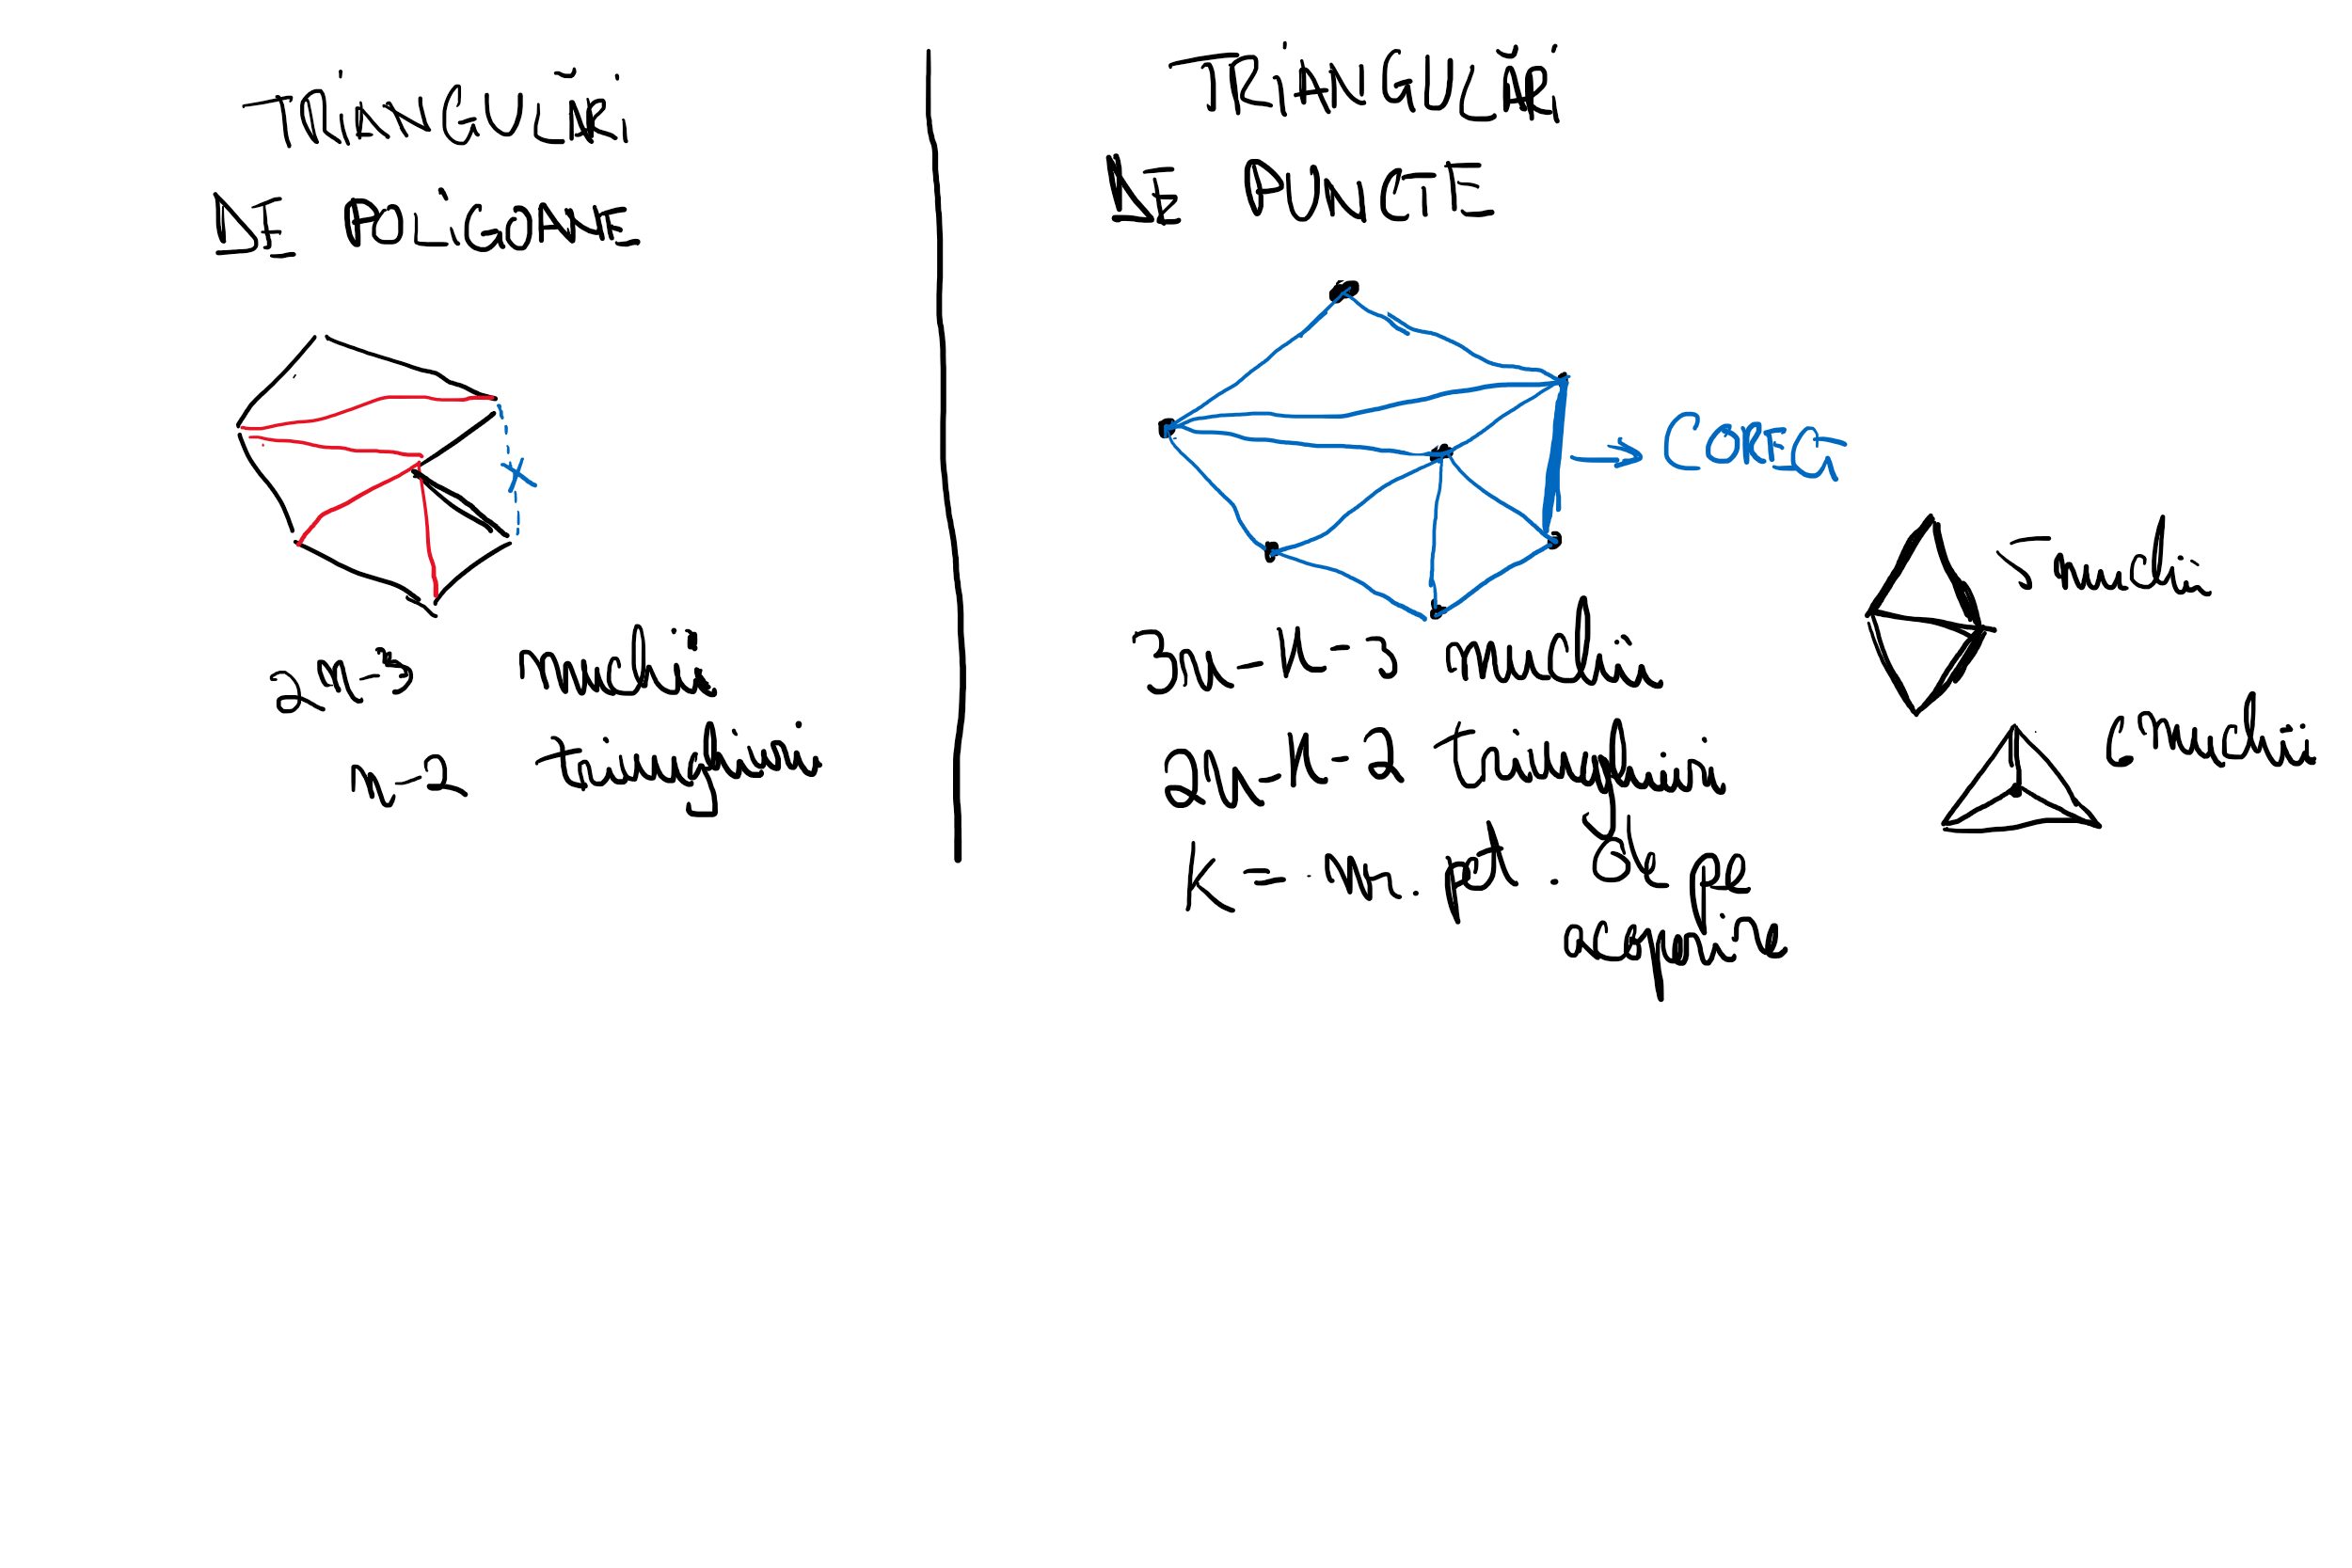 TRiANGULĂRi
DE POLiGOANE
2n-3 muchii
n-2 triunghiuri
TRiANGULĂRi
DE PUNCTE
CORECT
3n-K-3 muchii
2n-K-2 Triunghiuri
K = nr. pt. de pe
acoperire
5 muchii
6 muchii